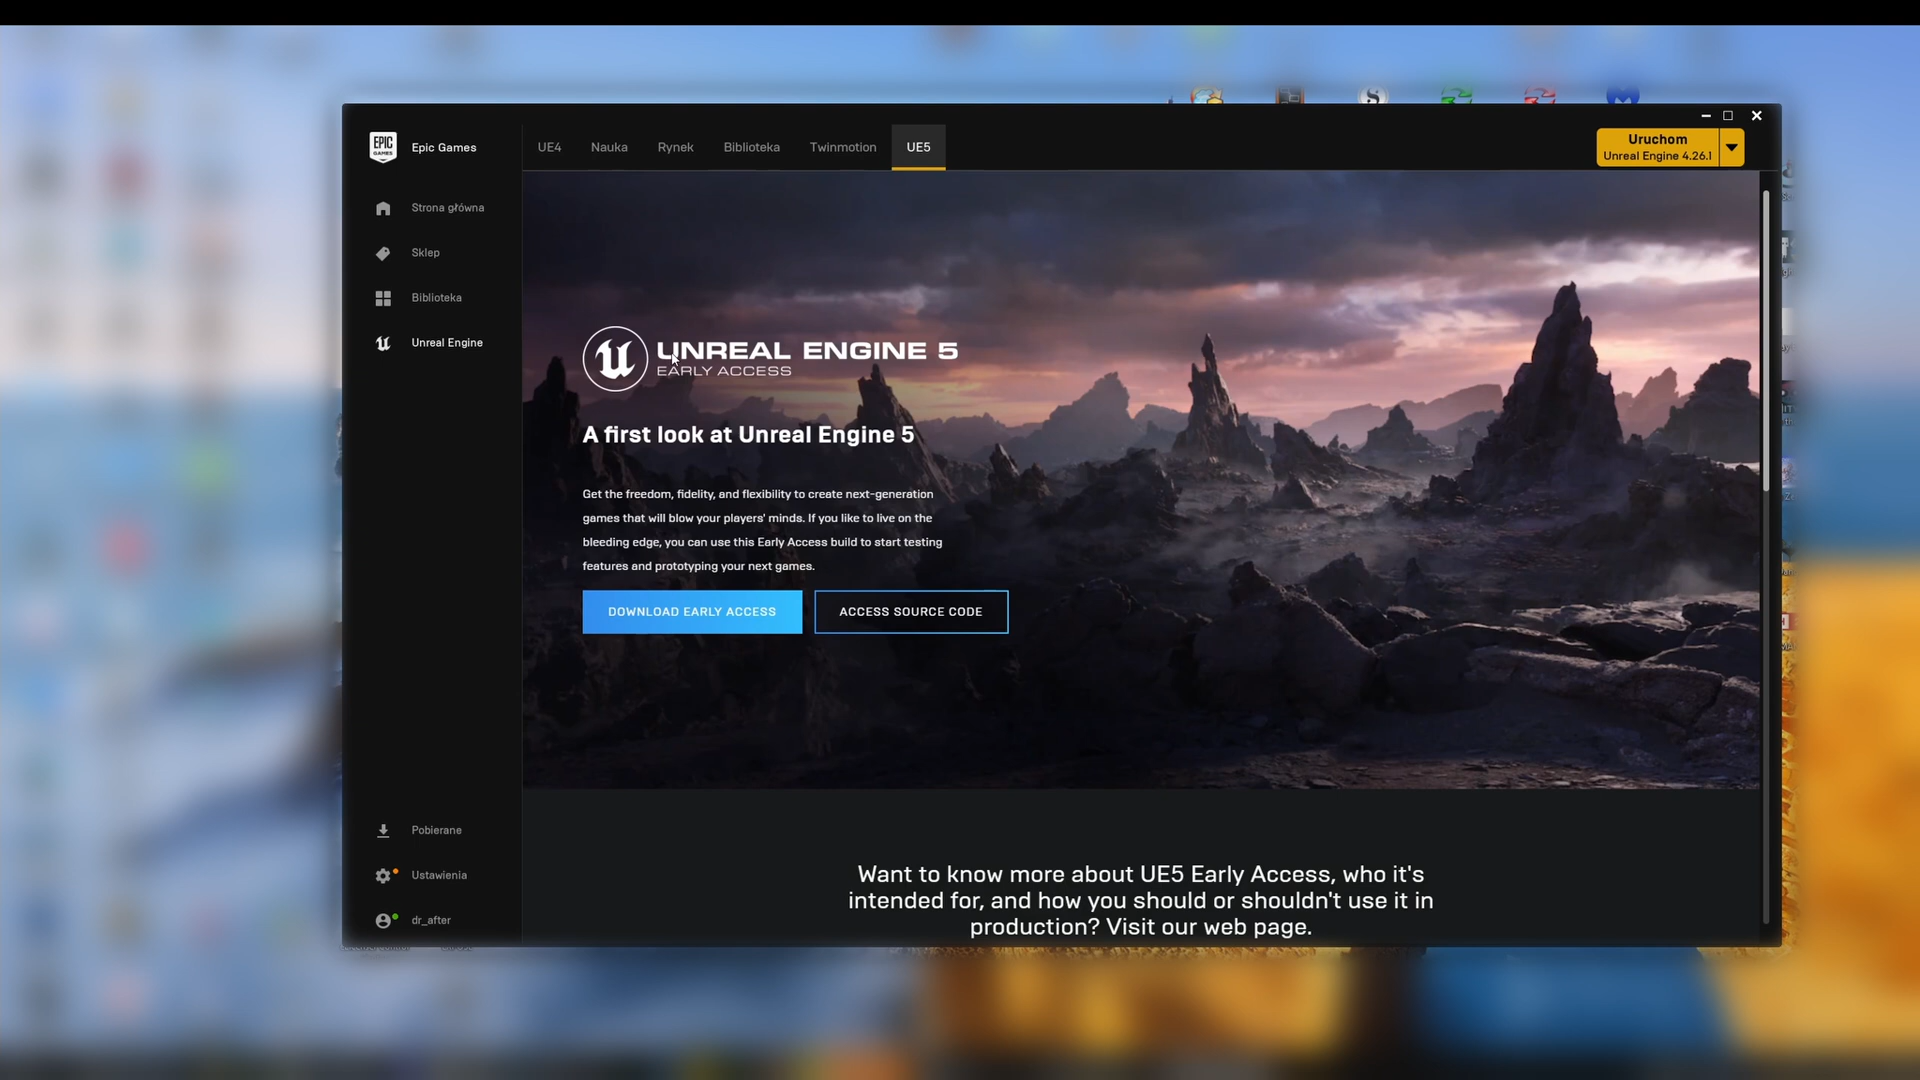 EPIC
GAMES
Epic Games
UE4
Nauka
Rynek
Biblioteka
Twinmotion
UE5
Uruchom
Unreal Engine 4.26.1
Strona główna
Sklep
Biblioteka
Unreal Engine
UNREAL ENGINE 5
EARLY ACCESS
A first look at Unreal Engine 5
Get the freedom, fidelity, and flexibility to create next-generation
games that will blow your players' minds. If you like to live on the
bleeding edge, you can use this Early Access build to start testing
features and prototyping your next games.
DOWNLOAD EARLY ACCESS
ACCESS SOURCE CODE
Pobierane
Ustawienia
dr_after
Want to know more about UE5 Early Access, who it's
intended for, and how you should or shouldn't use it in
production? Visit our web page.